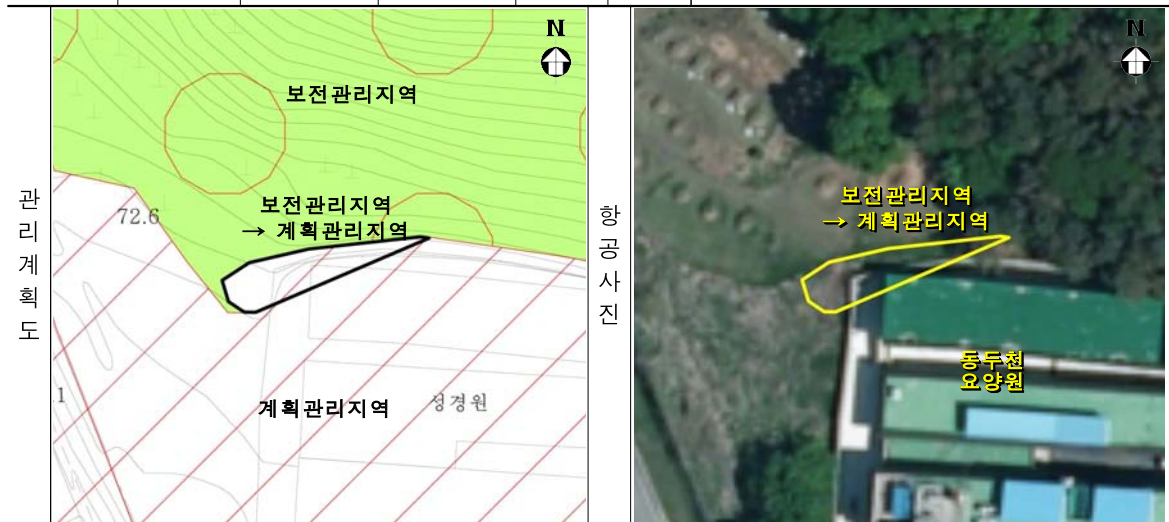 관리계획도
N
보전관리지역
보전관리지역
→ 계획관리지역
72.6
.1
계획관리지역
성경원
항공사진
N
보전관리지역
→ 계획관리지역
동두천
요양원